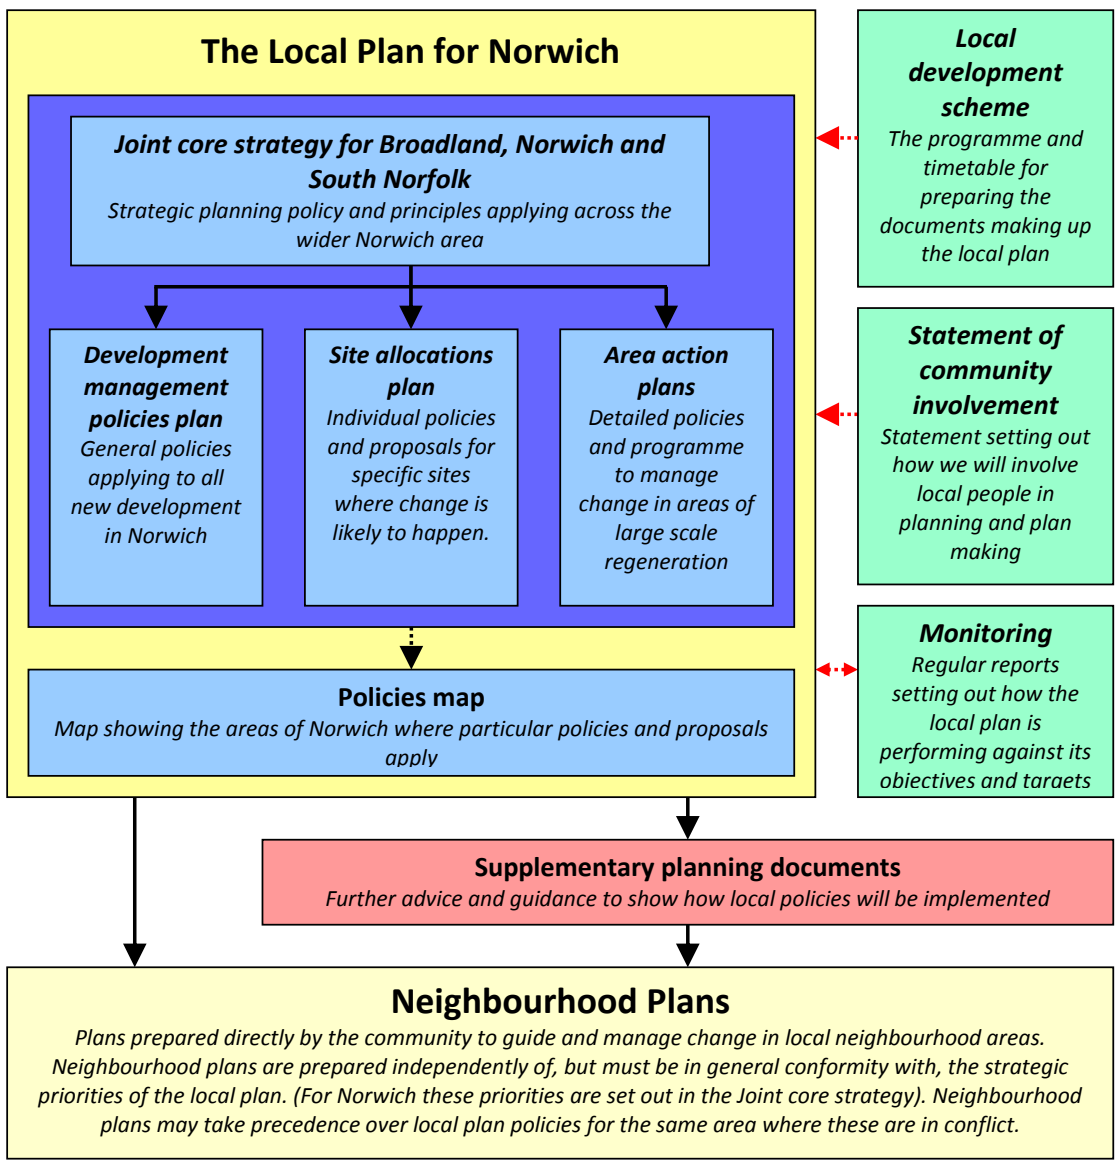 The Local Plan for Norwich
Joint core strategy for Broadland, Norwich and
South Norfolk
Strategic planning policy and principles applying across the
wider Norwich area
Development
management
policies plan
General policies
applying to all
new development
in Norwich
Site allocations
plan
Individual policies
and proposals for
specific sites
where change is
likely to happen.
Area action
plans
Detailed policies
and programme
to manage
change in areas of
large scale
regeneration
Policies map
Map showing the areas of Norwich where particular policies and proposals
apply
Local
development
scheme
The programme and
timetable for
preparing the
documents making up
the local plan
Statement of
community
involvement
Statement setting out
how we will involve
local people in
planning and plan
making
Monitoring
Regular reports
setting out how the
local plan is
performing against its
objectives and targets
Supplementary planning documents
Further advice and guidance to show how local policies will be implemented
Neighbourhood Plans
Plans prepared directly by the community to guide and manage change in local neighbourhood areas.
Neighbourhood plans are prepared independently of, but must be in general conformity with, the strategic
priorities of the local plan. (For Norwich these priorities are set out in the Joint core strategy). Neighbourhood
plans may take precedence over local plan policies for the same area where these are in conflict.